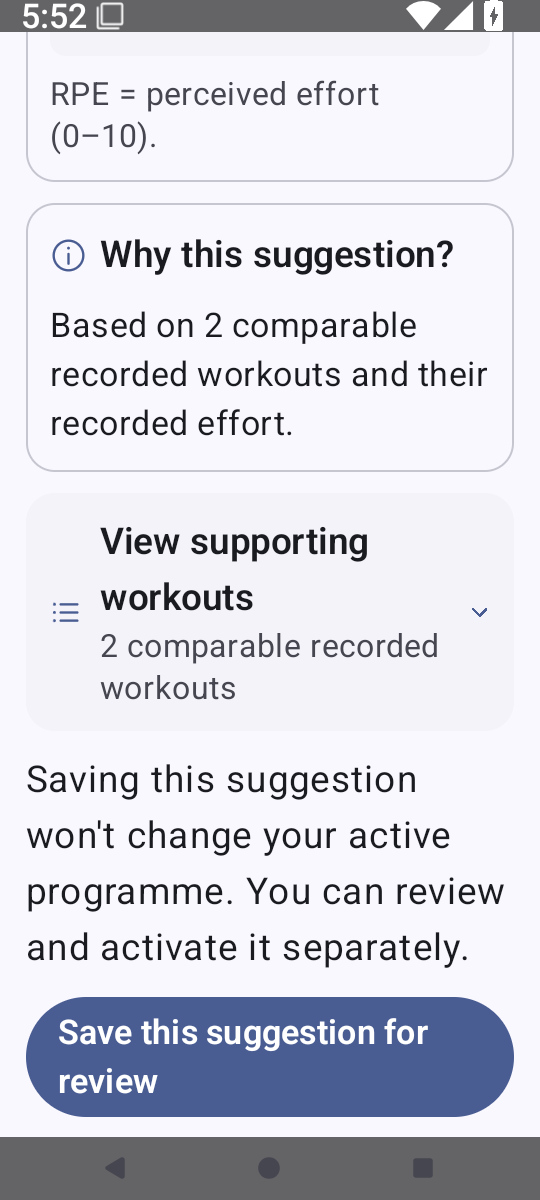 5:52
RPE = perceived effort
(0–10).
Why this suggestion?
Based on 2 comparable
recorded workouts and their
recorded effort.
View supporting
workouts
2 comparable recorded
workouts
Saving this suggestion
won't change your active
programme. You can review
and activate it separately.
Save this suggestion for
review